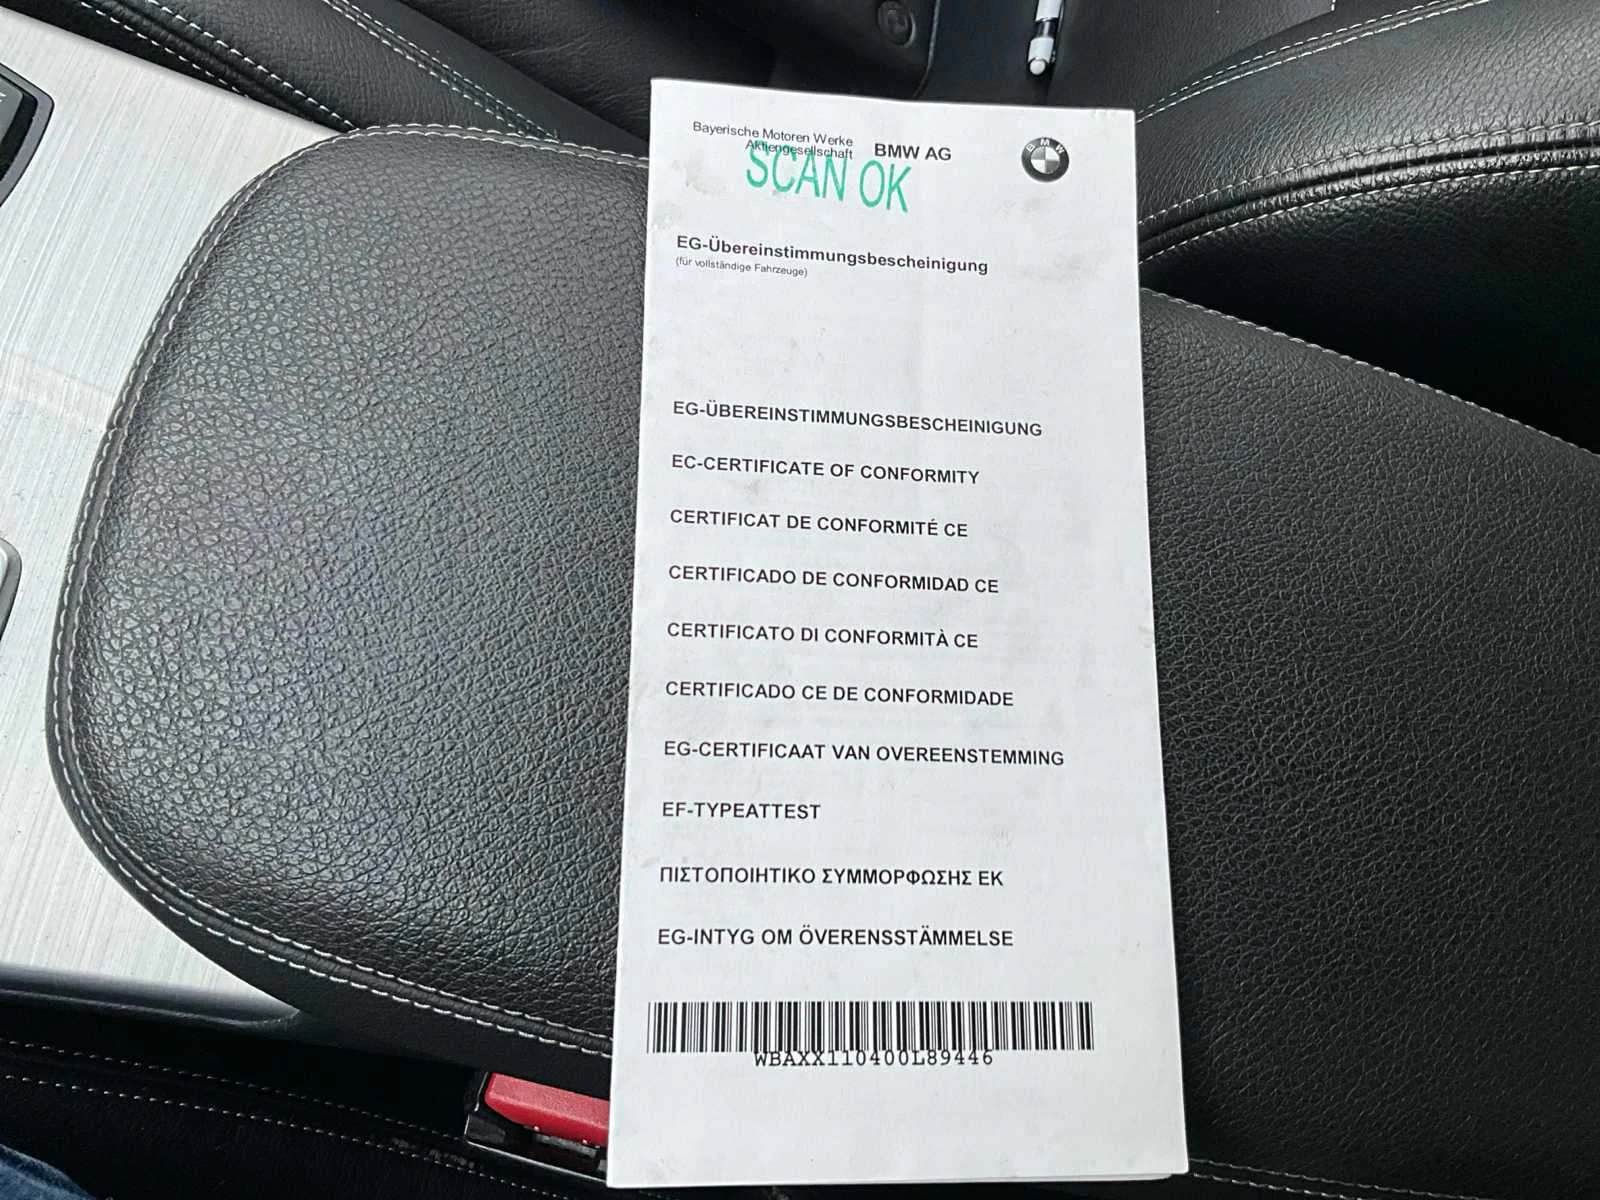 Bayerische Motoren Werke
Aktiengesellschaft
BMW AG
BMW
SCAN OK
EG-Übereinstimmungsbescheinigung
(für vollständige Fahrzeuge)
EG-ÜBEREINSTIMMUNGSBESCHEINIGUNG
EC-CERTIFICATE OF CONFORMITY
CERTIFICAT DE CONFORMITÉ CE
CERTIFICADO DE CONFORMIDAD CE
CERTIFICATO DI CONFORMITÀ CE
CERTIFICADO CE DE CONFORMIDADE
EG-CERTIFICAAT VAN OVEREENSTEMMING
EF-TYPEATTEST
ΠΙΣΤΟΠΟΙΗΤΙΚΟ ΣΥΜΜΟΡΦΩΣΗΣ ΕΚ
EG-INTYG OM ÖVERENSSTÄMMELSE
WBAXX110400L89446